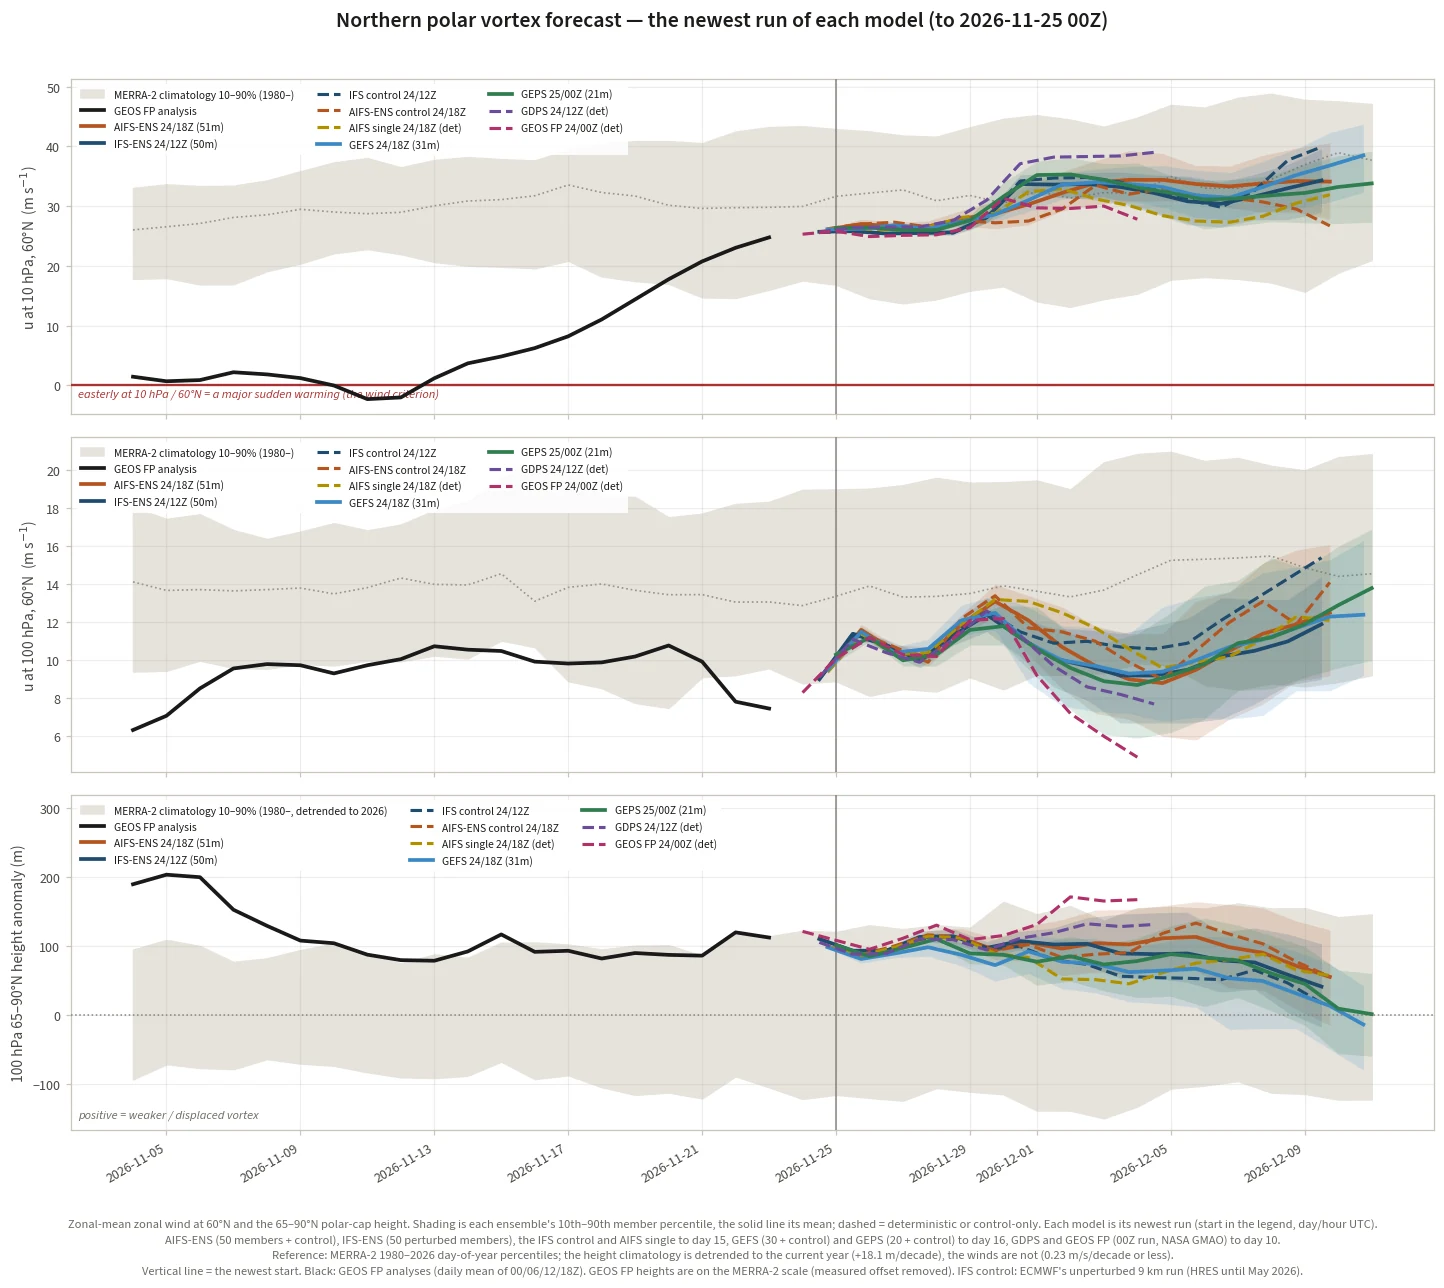 Northern polar vortex forecast — the newest run of each model (to 2026-11-25 00Z)
MERRA-2 climatology 10–90% (1980–)
GEOS FP analysis
AIFS-ENS 24/18Z (51m)
IFS-ENS 24/12Z (50m)
IFS control 24/12Z
AIFS-ENS control 24/18Z
AIFS single 24/18Z (det)
GEFS 24/18Z (31m)
GEPS 25/00Z (21m)
GDPS 24/12Z (det)
GEOS FP 24/00Z (det)
u at 10 hPa, 60°N (m s⁻¹)
50
40
30
20
10
0
easterly at 10 hPa / 60°N = a major sudden warming (the wind criterion)
MERRA-2 climatology 10–90% (1980–)
GEOS FP analysis
AIFS-ENS 24/18Z (51m)
IFS-ENS 24/12Z (50m)
IFS control 24/12Z
AIFS-ENS control 24/18Z
AIFS single 24/18Z (det)
GEFS 24/18Z (31m)
GEPS 25/00Z (21m)
GDPS 24/12Z (det)
GEOS FP 24/00Z (det)
u at 100 hPa, 60°N (m s⁻¹)
20
18
16
14
12
10
8
6
MERRA-2 climatology 10–90% (1980–, detrended to 2026)
GEOS FP analysis
AIFS-ENS 24/18Z (51m)
IFS-ENS 24/12Z (50m)
IFS control 24/12Z
AIFS-ENS control 24/18Z
AIFS single 24/18Z (det)
GEFS 24/18Z (31m)
GEPS 25/00Z (21m)
GDPS 24/12Z (det)
GEOS FP 24/00Z (det)
100 hPa 65–90°N height anomaly (m)
300
200
100
0
−100
positive = weaker / displaced vortex
2026-11-05
2026-11-09
2026-11-13
2026-11-17
2026-11-21
2026-11-25
2026-11-29
2026-12-01
2026-12-05
2026-12-09
Zonal-mean zonal wind at 60°N and the 65–90°N polar-cap height. Shading is each ensemble's 10th–90th member percentile, the solid line its mean; dashed = deterministic or control-only. Each model is its newest run (start in the legend, day/hour UTC).
AIFS-ENS (50 members + control), IFS-ENS (50 perturbed members), the IFS control and AIFS single to day 15, GEFS (30 + control) and GEPS (20 + control) to day 16, GDPS and GEOS FP (00Z run, NASA GMAO) to day 10.
Reference: MERRA-2 1980–2026 day-of-year percentiles; the height climatology is detrended to the current year (+18.1 m/decade), the winds are not (0.23 m/s/decade or less).
Vertical line = the newest start. Black: GEOS FP analyses (daily mean of 00/06/12/18Z). GEOS FP heights are on the MERRA-2 scale (measured offset removed). IFS control: ECMWF's unperturbed 9 km run (HRES until May 2026).